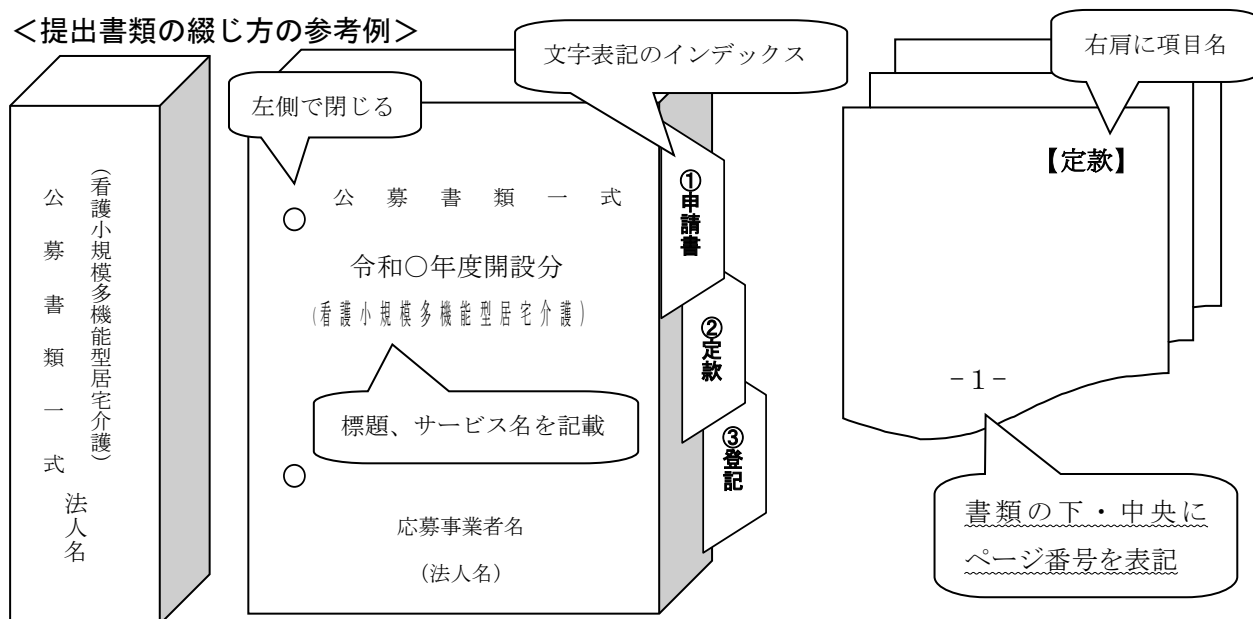 ＜提出書類の綴じ方の参考例＞
公募書類一式
(看護小規模多機能型居宅介護)
法人名
左側で閉じる
文字表記のインデックス
公募書類一式
令和〇年度開設分
(看護小規模多機能型居宅介護)
標題、サービス名を記載
応募事業者名
(法人名)
①申請書
②定款
③登記
右肩に項目名
【定款】
-1-
書類の下・中央に
ページ番号を表記